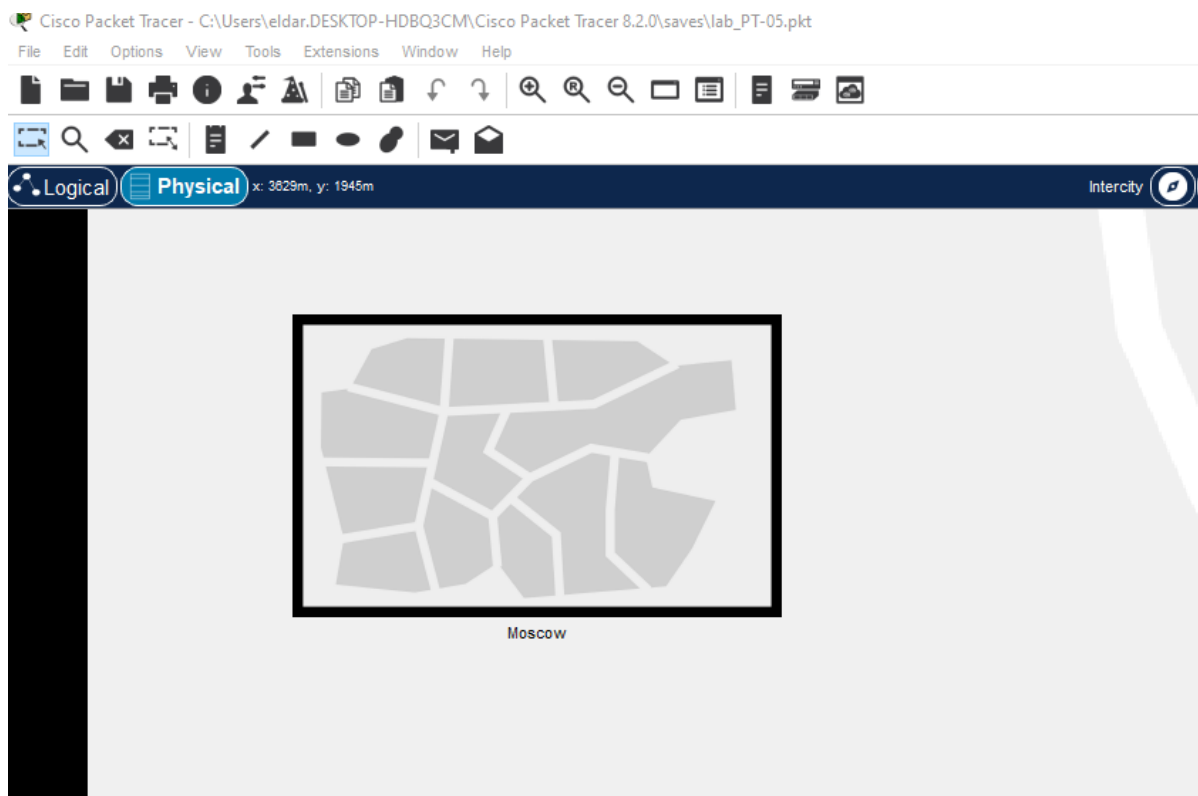 Cisco Packet Tracer - C:\Users\eldar.DESKTOP-HDBQ3CM\Cisco Packet Tracer 8.2.0\saves\lab_PT-05.pkt
File Edit Options View Tools Extensions Window Help
Logical Physical x: 3629m, y: 1945m Intercity
Moscow